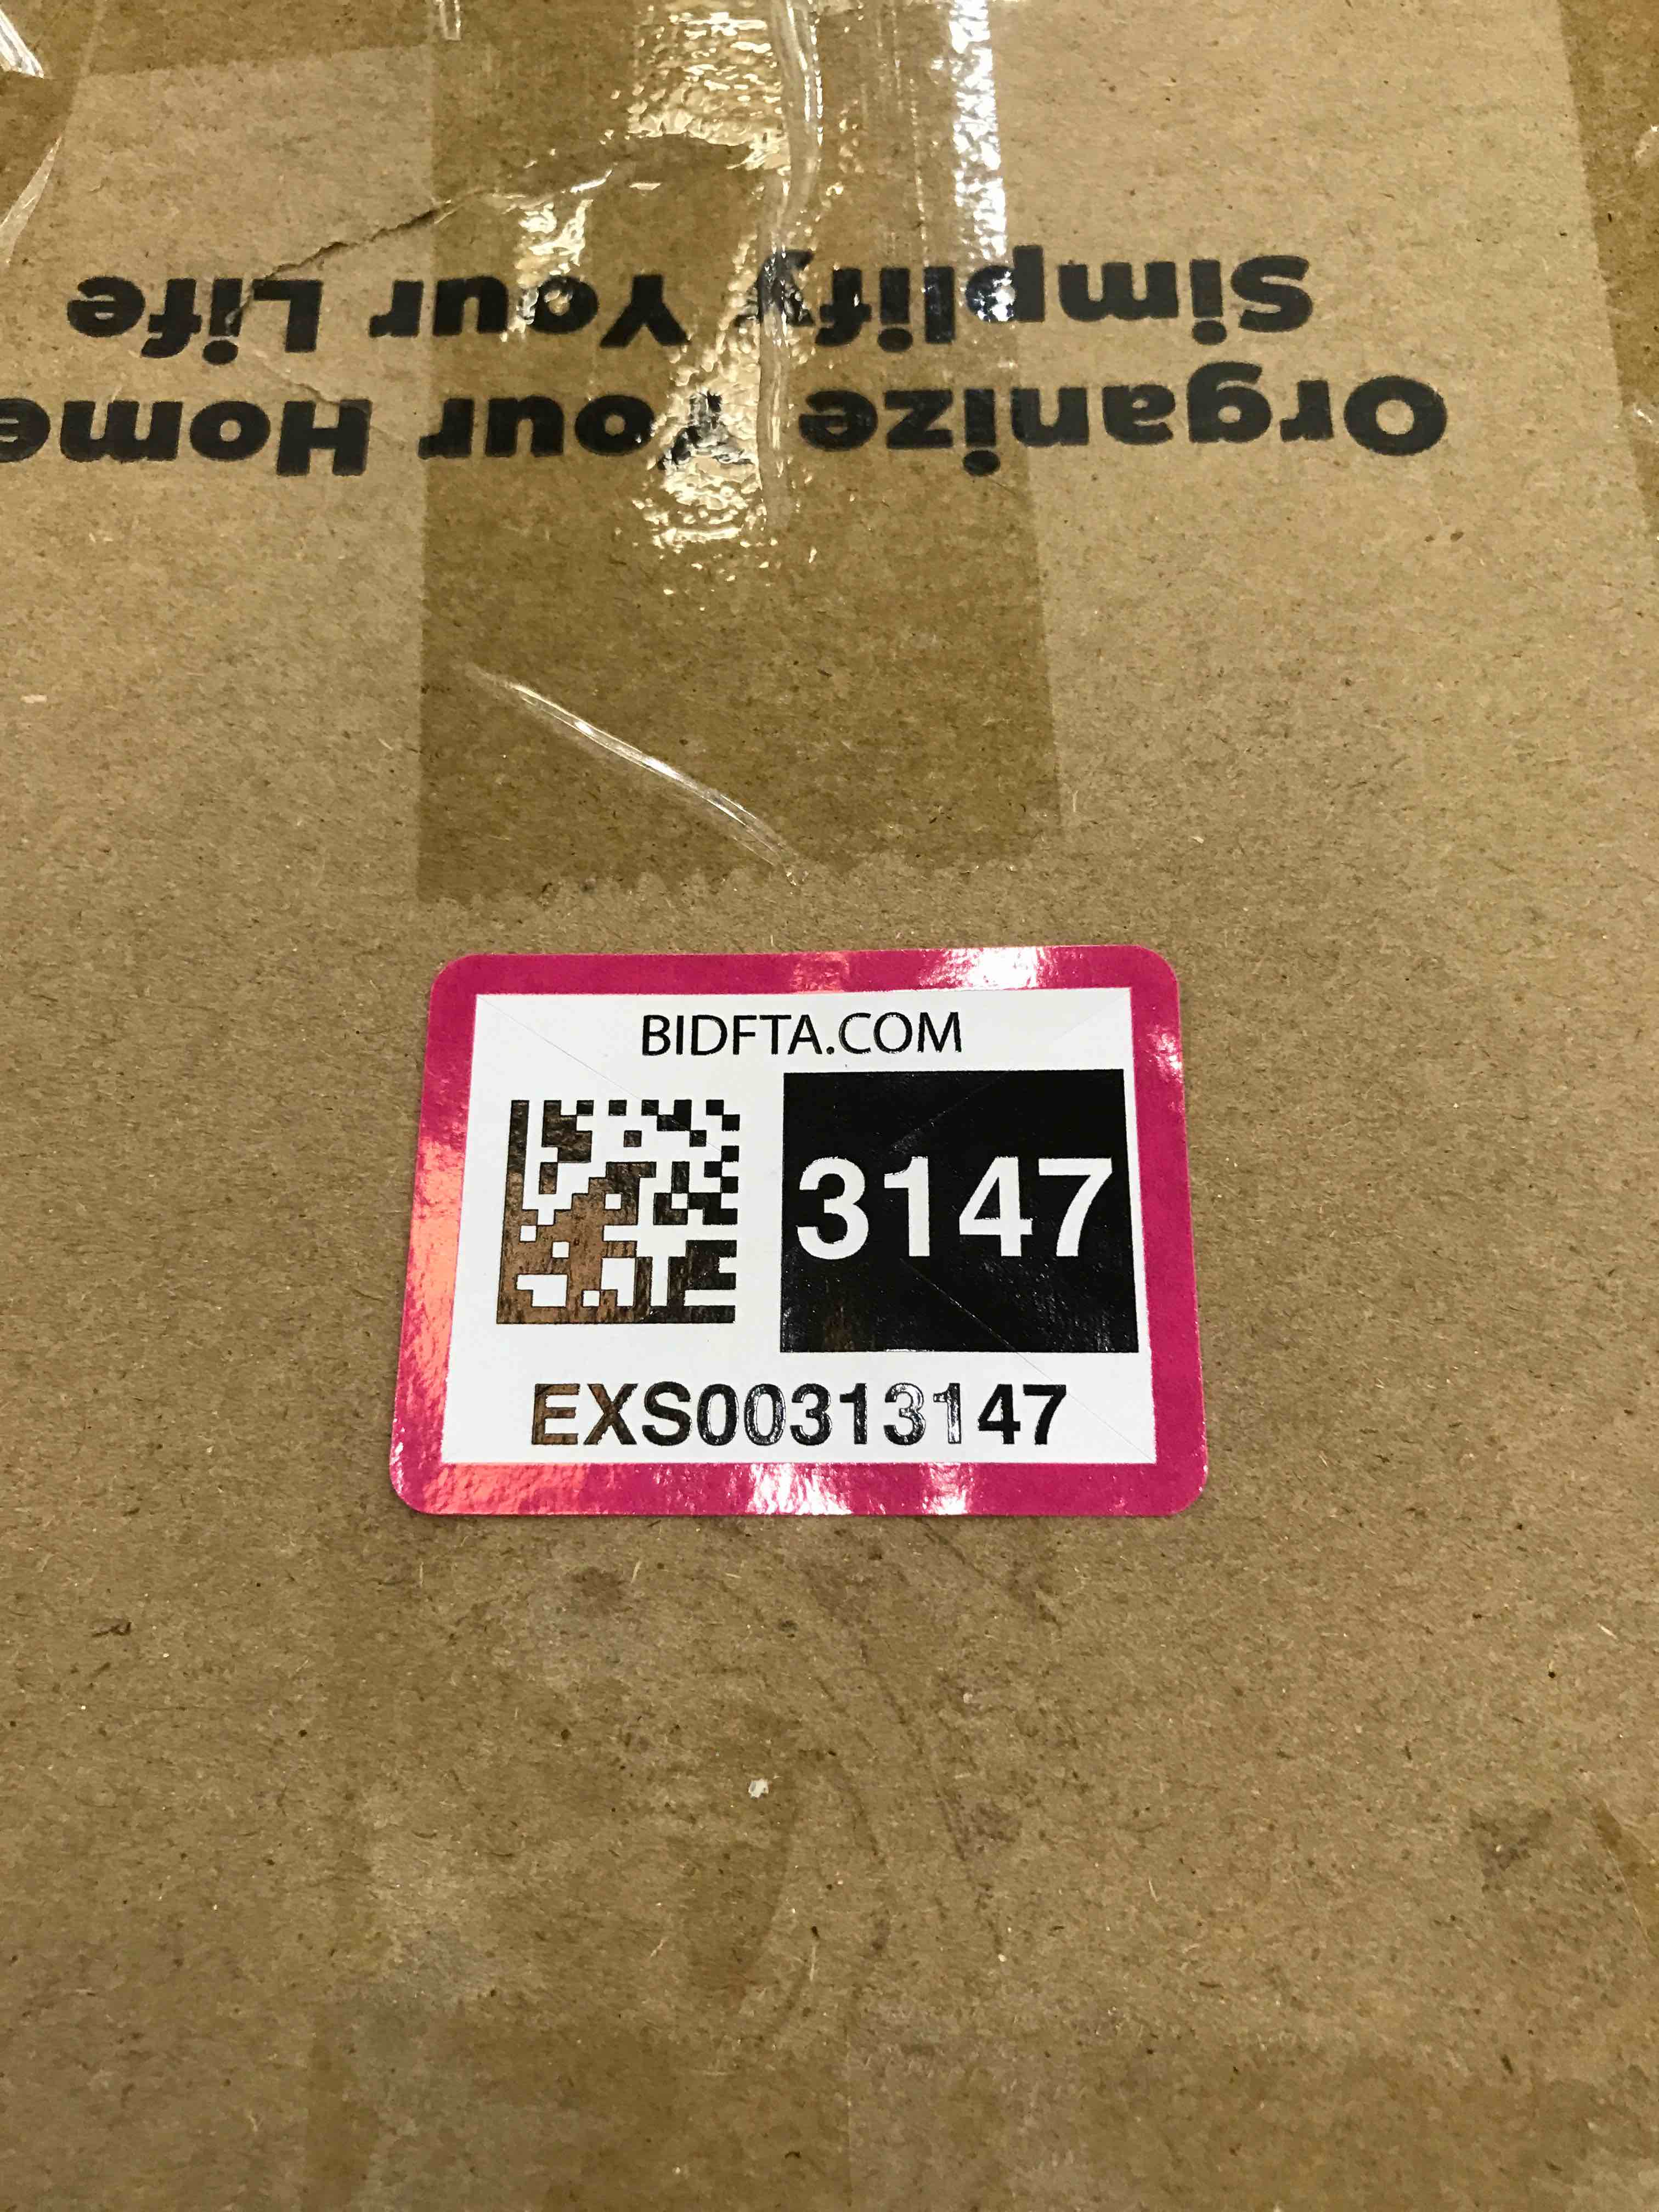 Organize Your Home
Simplify Your Life
BIDFTA.COM
3147
EXS00313147